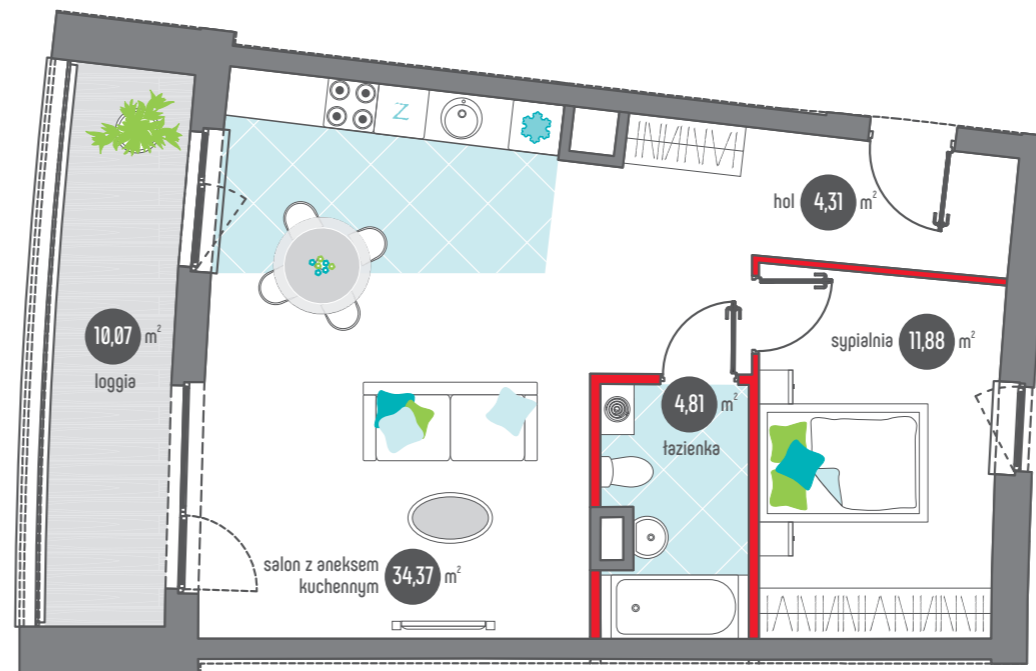 Z
hol 4,31 m²
10,07 m²
loggia
sypialnia 11,88 m²
4,81 m²
łazienka
salon z aneksem
kuchennym 34,37 m²